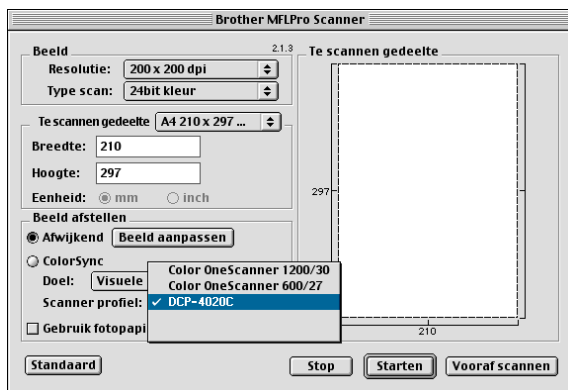 Brother MFLPro Scanner
Beeld
2.1.3
Resolutie: 200 x 200 dpi
Type scan: 24bit kleur
Te scannen gedeelte A4 210 x 297 ...
Breedte: 210
Hoogte: 297
Eenheid: mm inch
Beeld afstellen
Afwijkend Beeld aanpassen
ColorSync
Doel: Visuele
Scanner profiel:
Color OneScanner 1200/30
Color OneScanner 600/27
✓ DCP-4020C
Gebruik fotopapi
Te scannen gedeelte
297
210
Standaard
Stop Starten Vooraf scannen